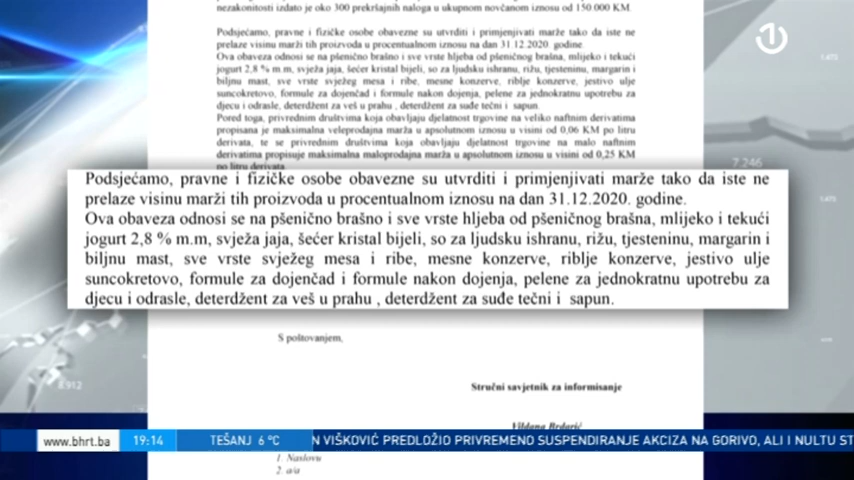 nezakonitosti izdato je oko 300 prekršajnih naloga u ukupnom novčanom iznosu od 150 000 KM.
Podsjećamo, pravne i fizičke osobe obavezne su utvrditi i primjenjivati marže tako da iste ne
prelaze visinu marži tih proizvoda u procentualnom iznosu na dan 31.12.2020. godine.
Ova obaveza odnosi se na pšenično brašno i sve vrste hljeba od pšeničnog brašna, mlijeko i tekući
jogurt 2,8 % m.m, svježa jaja, šećer kristal bijeli, so za ljudsku ishranu, rižu, tjesteninu, margarin i
biljnu mast, sve vrste svježeg mesa i ribe, mesne konzerve, riblje konzerve, jestivo ulje
suncokretovo, formule za dojenčad i formule nakon dojenja, pelene za jednokratnu upotrebu za
djecu i odrasle, deterdžent za veš u prahu , deterdžent za suđe tečni i sapun.
Pored toga, privrednim društvima koja obavljaju djelatnost trgovine na veliko naftnim derivatima
propisana je maksimalna veleprodajna marža u apsolutnom iznosu u visini od 0,06 KM po litru
derivata, te se privrednim društvima koja obavljaju djelatnost trgovine na malo naftnim
derivatima propisuje maksimalna maloprodajna marža u apsolutnom iznosu u visini od 0,25 KM
po litru derivata.
7.246
Podsjećamo, pravne i fizičke osobe obavezne su utvrditi i primjenjivati marže tako da iste ne
prelaze visinu marži tih proizvoda u procentualnom iznosu na dan 31.12.2020. godine.
Ova obaveza odnosi se na pšenično brašno i sve vrste hljeba od pšeničnog brašna, mlijeko i tekući
jogurt 2,8 % m.m, svježa jaja, šećer kristal bijeli, so za ljudsku ishranu, rižu, tjesteninu, margarin i
biljnu mast, sve vrste svježeg mesa i ribe, mesne konzerve, riblje konzerve, jestivo ulje
suncokretovo, formule za dojenčad i formule nakon dojenja, pelene za jednokratnu upotrebu za
djecu i odrasle, deterdžent za veš u prahu , deterdžent za suđe tečni i sapun.
S poštovanjem,
8.912
Stručni savjetnik za informisanje
Vildana Brdarić
www.bhrt.ba 19:14 TEŠANJ 6 °C N VIŠKOVIĆ PREDLOŽIO PRIVREMENO SUSPENDIRANJE AKCIZA NA GORIVO, ALI I NULTU ST
1. Naslovu
2. a/a